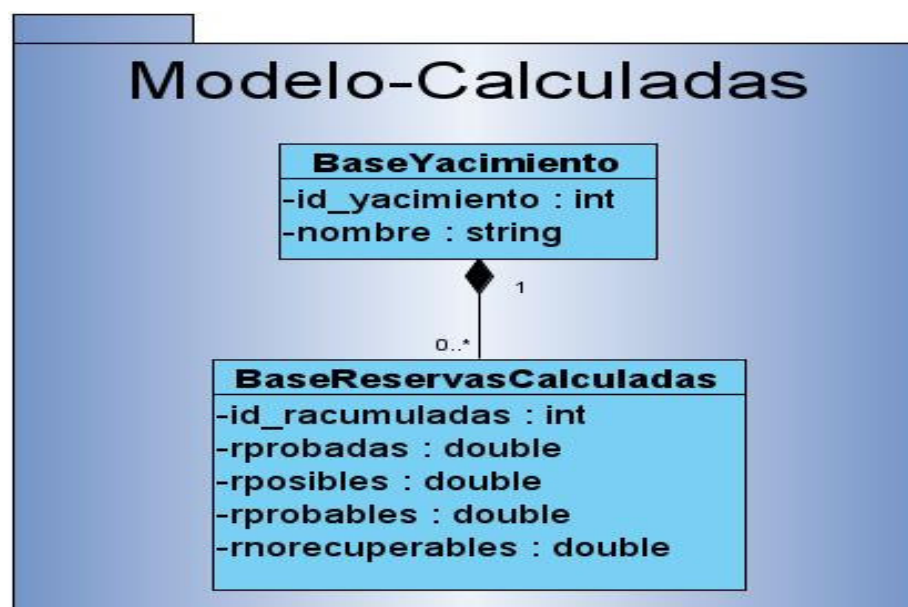 Modelo-Calculadas
BaseYacimiento
-id_yacimiento : int
-nombre : string
1
0..*
BaseReservasCalculadas
-id_racumuladas : int
-rprobadas : double
-rposibles : double
-rprobables : double
-rnorecuperables : double